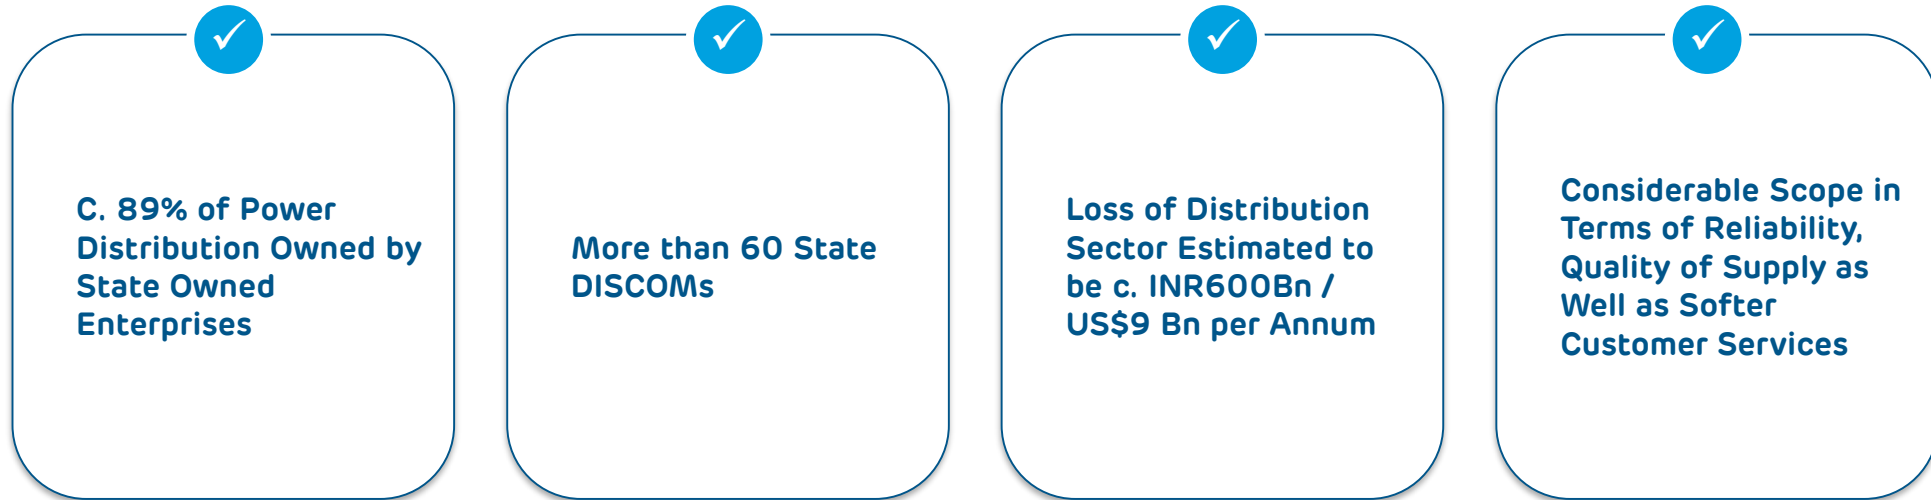 C. 89% of Power
Distribution Owned by
State Owned
Enterprises
More than 60 State
DISCOMs
Loss of Distribution
Sector Estimated to
be c. INR600Bn /
US$9 Bn per Annum
Considerable Scope in
Terms of Reliability,
Quality of Supply as
Well as Softer
Customer Services